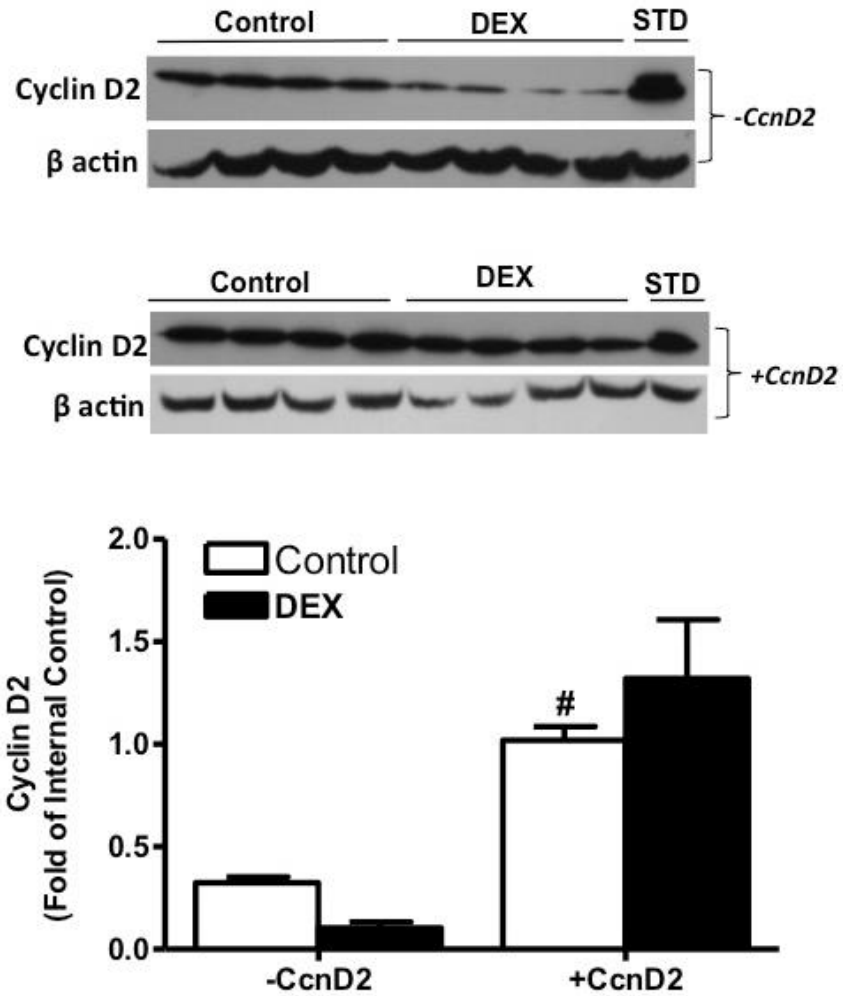 Control DEX STD
Cyclin D2
-CcnD2
β actin
Control DEX STD
Cyclin D2
+CcnD2
β actin
2.0
Control
DEX
1.5
1.0
0.5
0.0
#
Cyclin D2
(Fold of Internal Control)
-CcnD2 +CcnD2